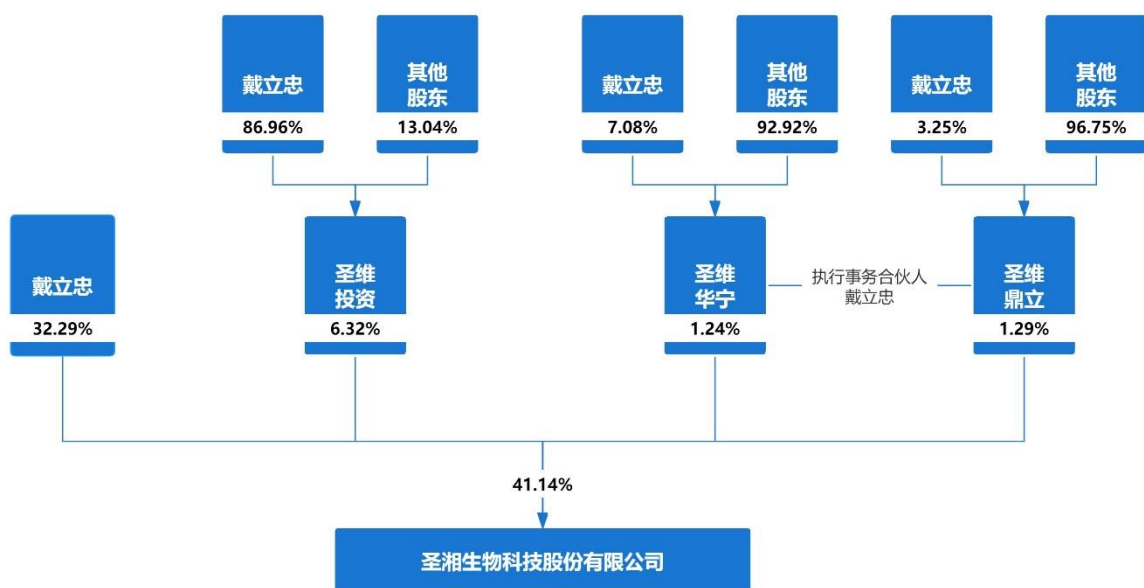 戴立忠
86.96%
其他
股东
13.04%
戴立忠
7.08%
其他
股东
92.92%
戴立忠
3.25%
其他
股东
96.75%
戴立忠
32.29%
圣维
投资
6.32%
圣维
华宁
1.24%
执行事务合伙人
戴立忠
圣维
鼎立
1.29%
41.14%
圣湘生物科技股份有限公司